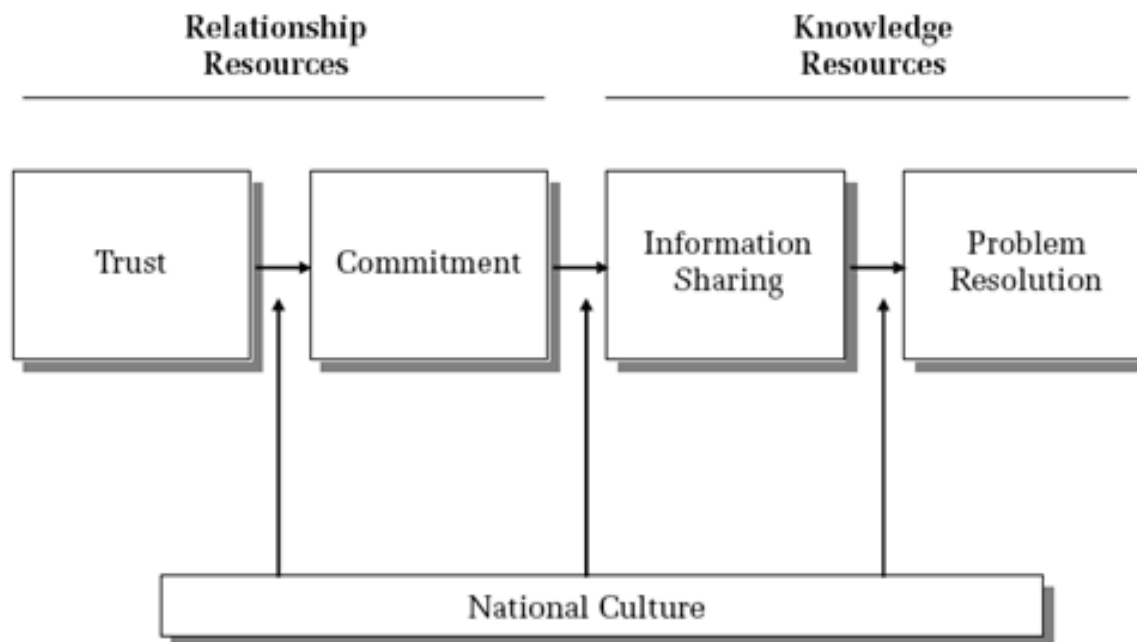 Relationship
Resources
Knowledge
Resources
Trust
Commitment
Information
Sharing
Problem
Resolution
National Culture